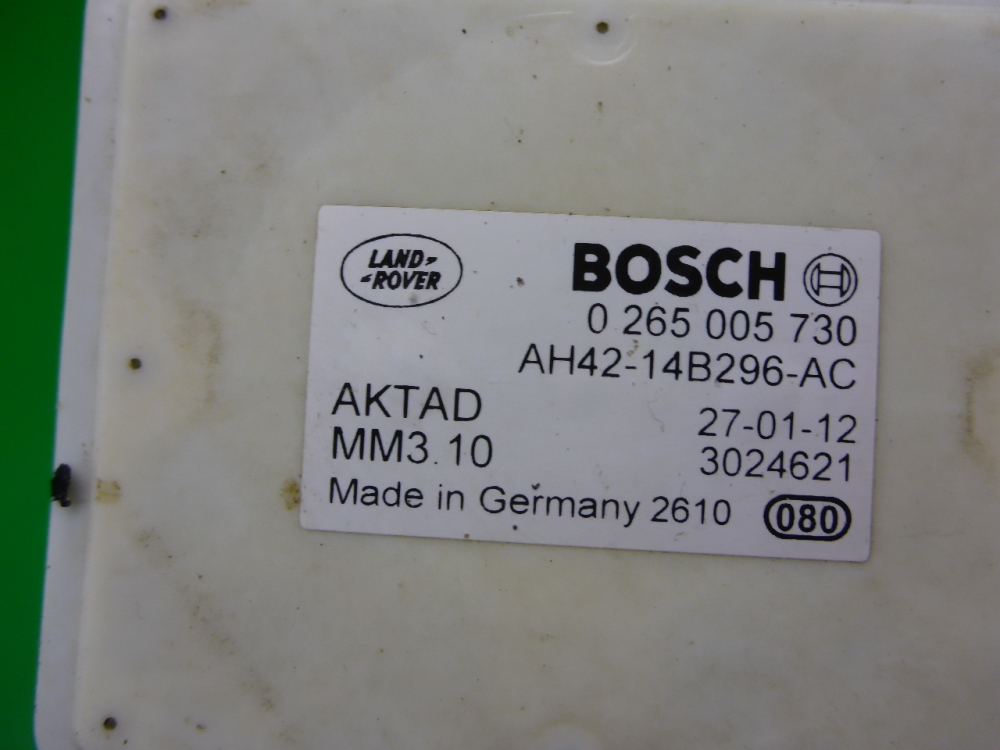 LAND-
-ROVER
BOSCH
0 265 005 730
AH42-14B296-AC
AKTAD
27-01-12
MM3.10
3024621
Made in Germany 2610
080